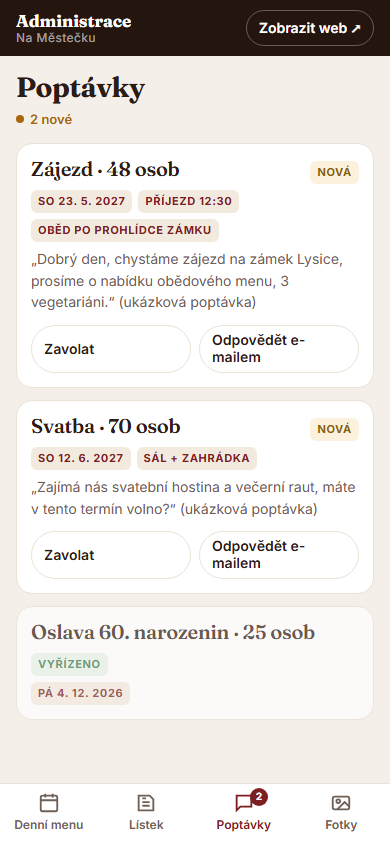 Administrace
Na Městečku
Zobrazit web ↗
Poptávky
2 nové
Zájezd · 48 osob
NOVÁ
SO 23. 5. 2027
PŘÍJEZD 12:30
OBĚD PO PROHLÍDCE ZÁMKU
„Dobrý den, chystáme zájezd na zámek Lysice,
prosíme o nabídku obědového menu, 3
vegetariáni.“ (ukázková poptávka)
Zavolat
Odpovědět e-
mailem
Svatba · 70 osob
NOVÁ
SO 12. 6. 2027
SÁL + ZAHRÁDKA
„Zajímá nás svatební hostina a večerní raut, máte
v tento termín volno?“ (ukázková poptávka)
Zavolat
Odpovědět e-
mailem
Oslava 60. narozenin · 25 osob
VYŘÍZENO
PÁ 4. 12. 2026
2
Denní menu
Lístek
Poptávky
Fotky